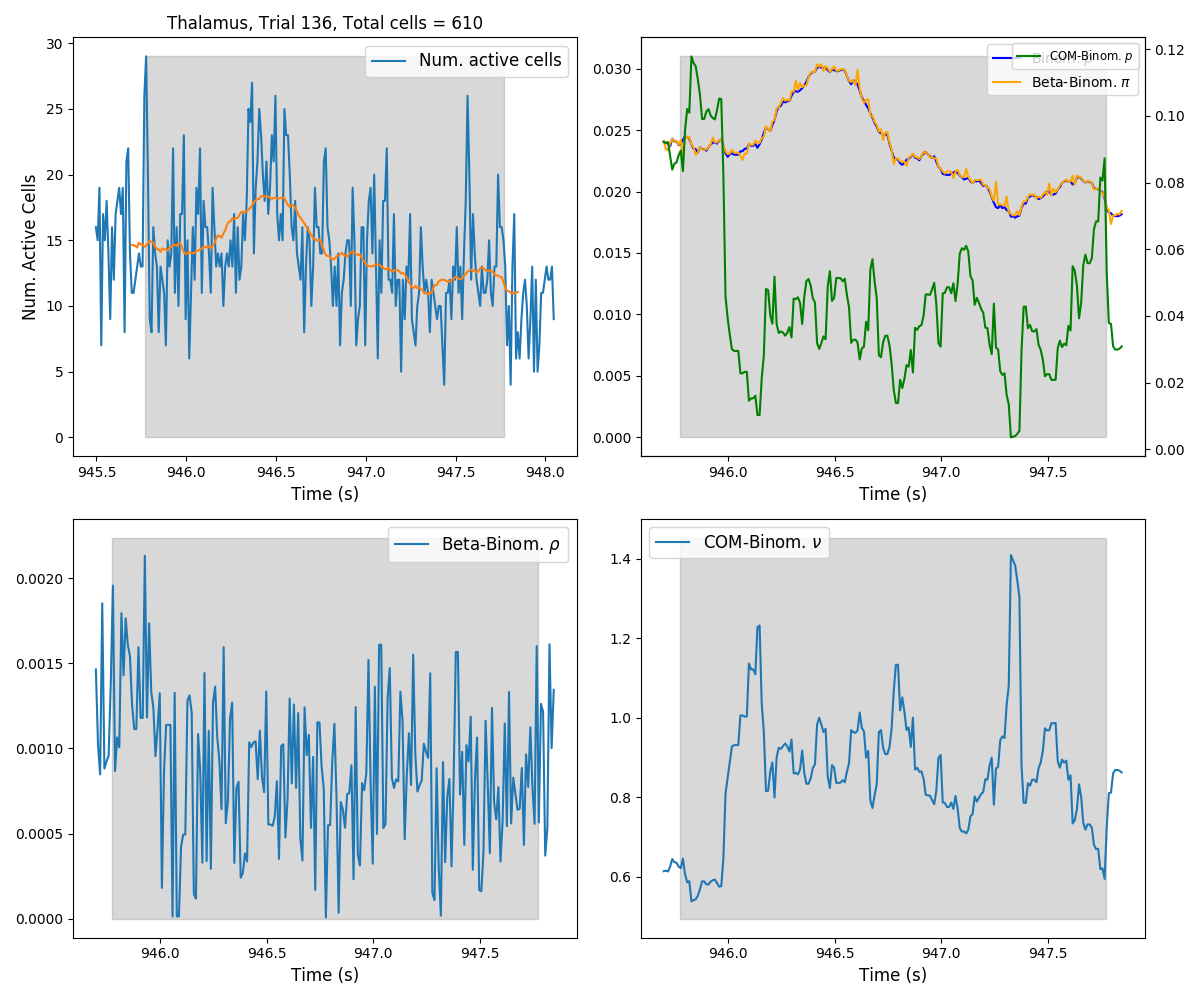 Thalamus, Trial 136, Total cells = 610
Num. active cells
Num. Active Cells
30
25
20
15
10
5
0
945.5 946.0 946.5 947.0 947.5 948.0
Time (s)
COM-Binom. p
Beta-Binom. π
0.030
0.025
0.020
0.015
0.010
0.005
0.000
0.12
0.10
0.08
0.06
0.04
0.02
0.00
946.0 946.5 947.0 947.5
Time (s)
Beta-Binom. ρ
0.0020
0.0015
0.0010
0.0005
0.0000
946.0 946.5 947.0 947.5
Time (s)
COM-Binom. ν
1.4
1.2
1.0
0.8
0.6
946.0 946.5 947.0 947.5
Time (s)